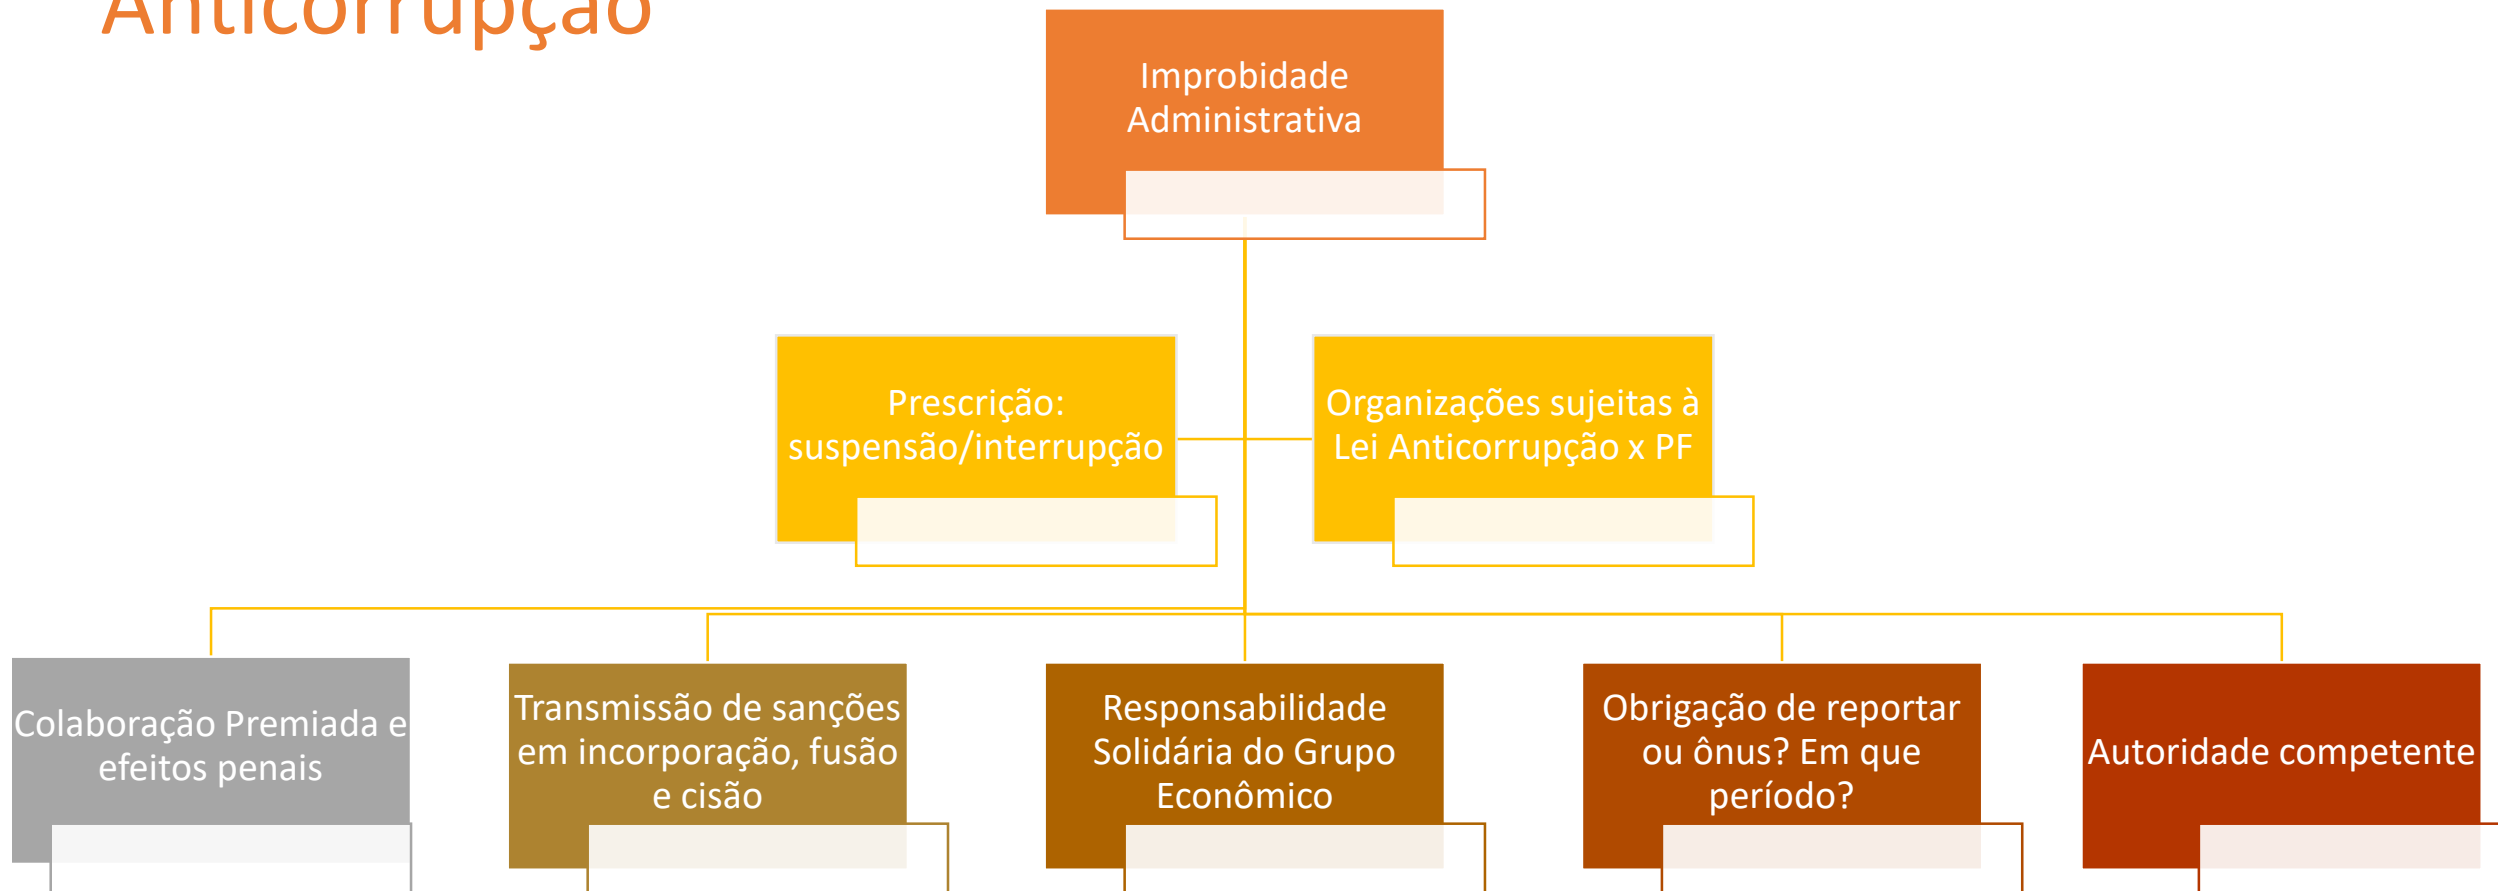 Anticorrupção
Improbidade
Administrativa
Prescrição:
suspensão/interrupção
Organizações sujeitas à
Lei Anticorrupção x PF
Colaboração Premiada e
efeitos penais
Transmissão de sanções
em incorporação, fusão
e cisão
Responsabilidade
Solidária do Grupo
Econômico
Obrigação de reportar
ou ônus? Em que
período?
Autoridade competente